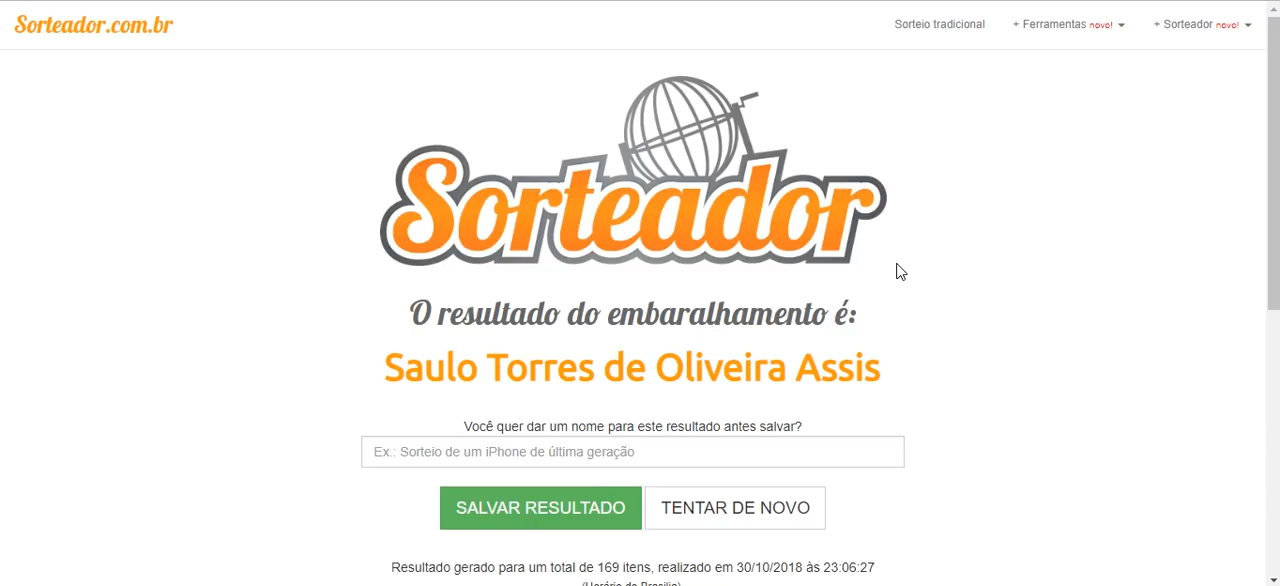 Sorteador.com.br
Sorteio tradicional + Ferramentas novo! + Sorteador novo!
Sorteador
O resultado do embaralhamento é:
Saulo Torres de Oliveira Assis
Você quer dar um nome para este resultado antes salvar?
Ex.: Sorteio de um iPhone de última geração
SALVAR RESULTADO TENTAR DE NOVO
Resultado gerado para um total de 169 itens, realizado em 30/10/2018 às 23:06:27
(Horário de Brasília)